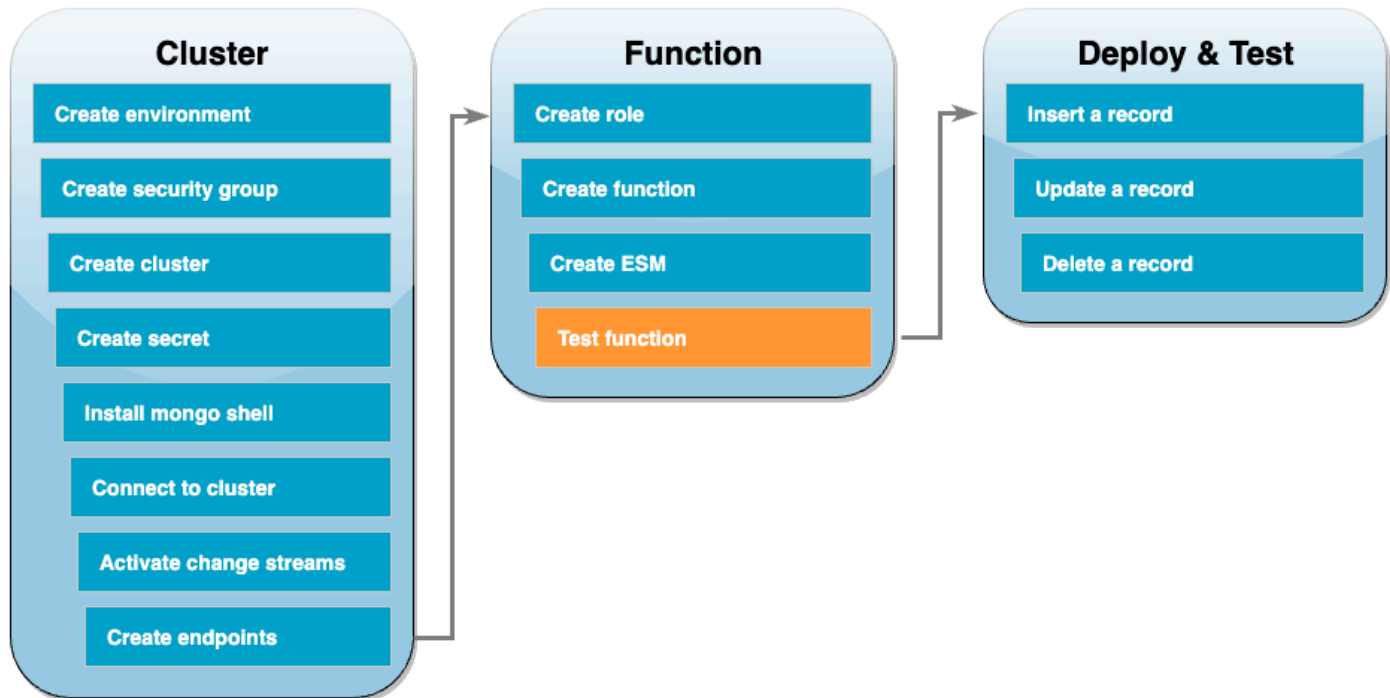 Cluster
Create environment
Create security group
Create cluster
Create secret
Install mongo shell
Connect to cluster
Activate change streams
Create endpoints
Function
Create role
Create function
Create ESM
Test function
Deploy & Test
Insert a record
Update a record
Delete a record